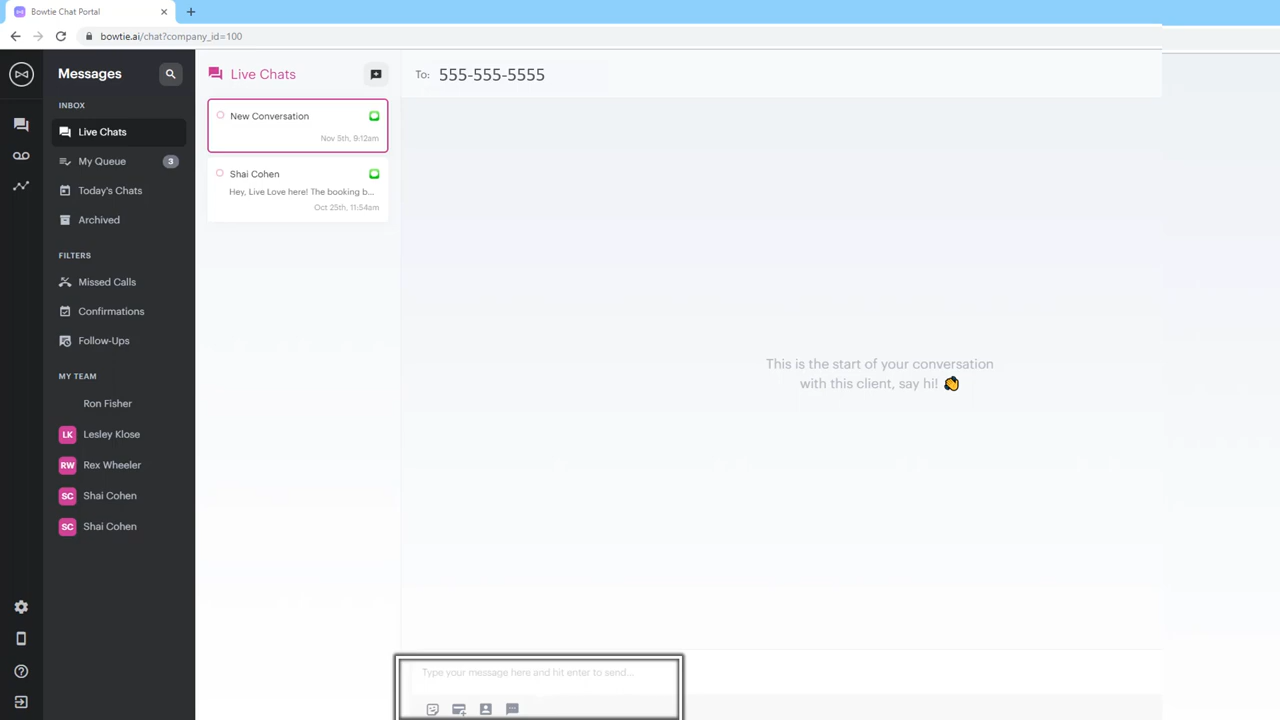 Bowtie Chat Portal
bowtie.ai/chat?company_id=100
Messages
INBOX
Live Chats
My Queue
3
Today's Chats
Archived
FILTERS
Missed Calls
Confirmations
Follow-Ups
MY TEAM
Ron Fisher
LK Lesley Klose
RW Rex Wheeler
SC Shai Cohen
SC Shai Cohen
Live Chats
New Conversation
Nov 5th, 9:12am
Shai Cohen
Hey, Live Love here! The booking b...
Oct 25th, 11:54am
To: 555-555-5555
This is the start of your conversation
with this client, say hi! 👋
Type your message here and hit enter to send...